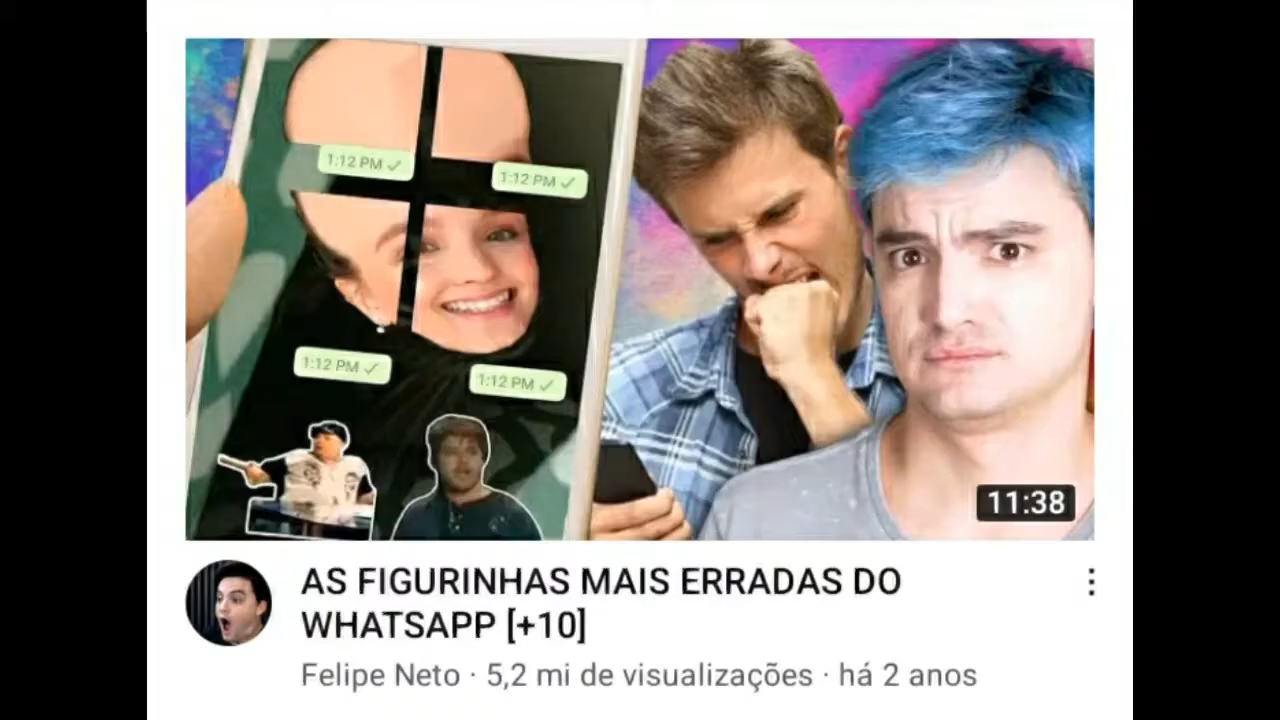 1:12 PM ✓
1:12 PM ✓
1:12 PM ✓
1:12 PM ✓
11:38
AS FIGURINHAS MAIS ERRADAS DO
WHATSAPP [+10]
Felipe Neto · 5,2 mi de visualizações · há 2 anos